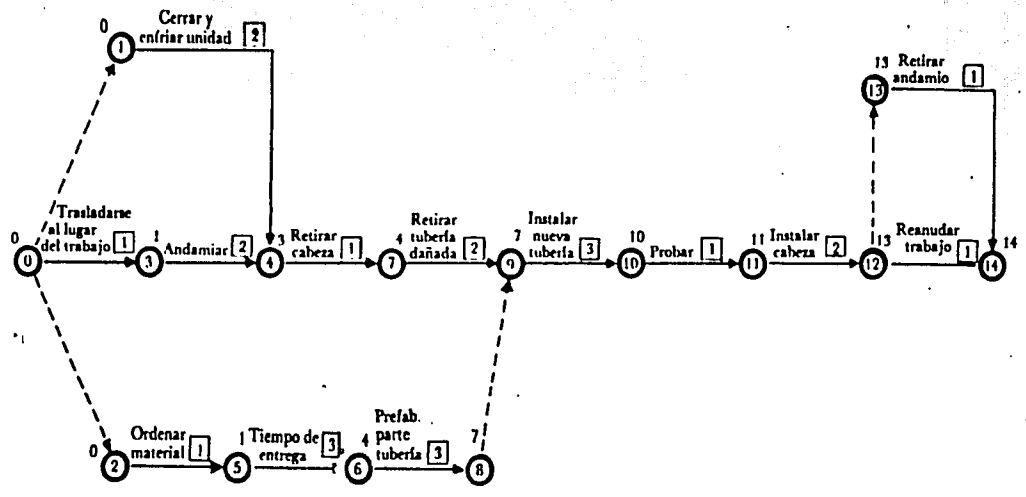 Cerrar y
0 enfriar unidad 2
1
13 Retirar
andamio 1
13
Trasladarse
al lugar
del trabajo 1
0
0
1
Andamiar 2
3
3 Retirar
cabeza 1
4
4 Retirar
tubería
dañada 2
7
7 Instalar
nueva
tubería 3
9
10
Probar 1
10
11 Instalar
cabeza 2
11
13 Reanudar
trabajo 1
12
14
14
0
Ordenar
material 1
2
1 Tiempo de
entrega 3
5
4 Prefab.
parte
tubería 3
6
7
8